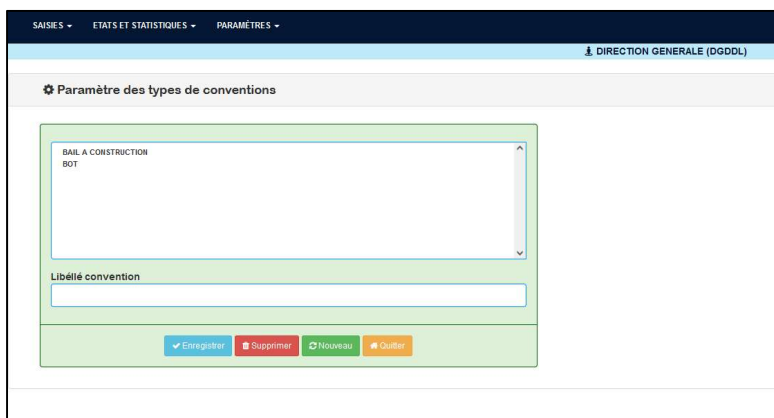 SAISIES ETATS ET STATISTIQUES PARAMÈTRES
DIRECTION GENERALE (DGDDL)
Paramètre des types de conventions
BAIL A CONSTRUCTION
BOT
Libéllé convention
Enregistrer Supprimer Nouveau Quitter